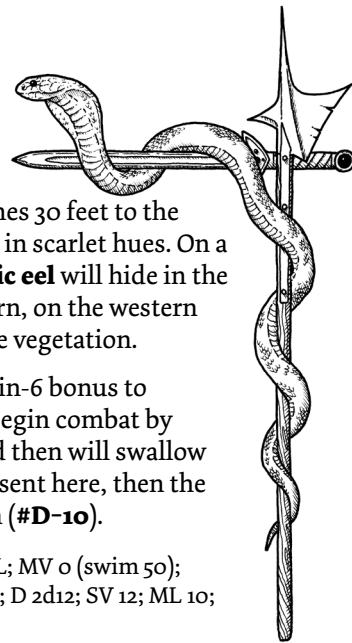 nes 30 feet to the
in scarlet hues. On a
ic eel will hide in the
rn, on the western
e vegetation.
in-6 bonus to
egin combat by
d then will swallow
sent here, then the
(#D-10).
L; MV 0 (swim 50);
; D 2d12; SV 12; ML 10;